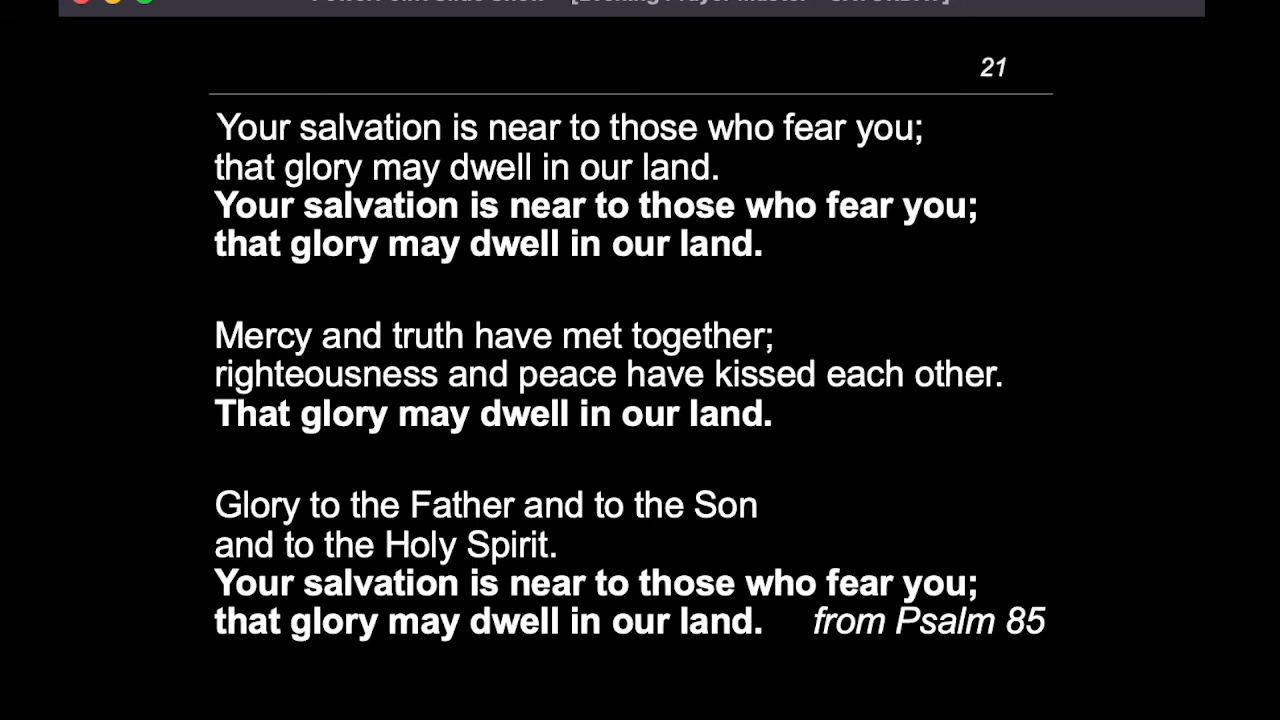 21
Your salvation is near to those who fear you;
that glory may dwell in our land.
Your salvation is near to those who fear you;
that glory may dwell in our land.
Mercy and truth have met together;
righteousness and peace have kissed each other.
That glory may dwell in our land.
Glory to the Father and to the Son
and to the Holy Spirit.
Your salvation is near to those who fear you;
that glory may dwell in our land. from Psalm 85